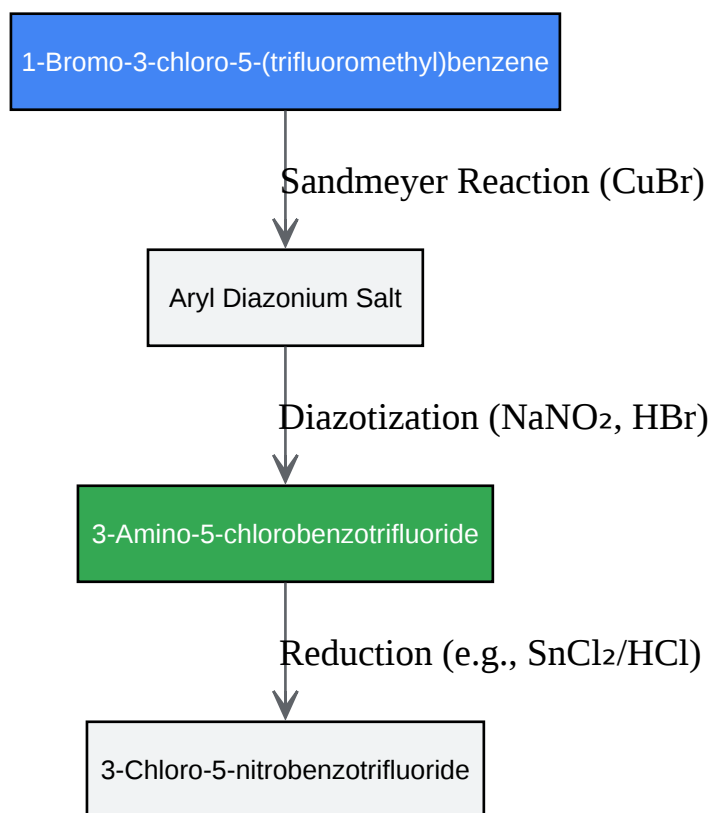 1-Bromo-3-chloro-5-(trifluoromethyl)benzene
Sandmeyer Reaction (CuBr)
Aryl Diazonium Salt
Diazotization (NaNO₂, HBr)
3-Amino-5-chlorobenzotrifluoride
Reduction (e.g., SnCl₂/HCl)
3-Chloro-5-nitrobenzotrifluoride